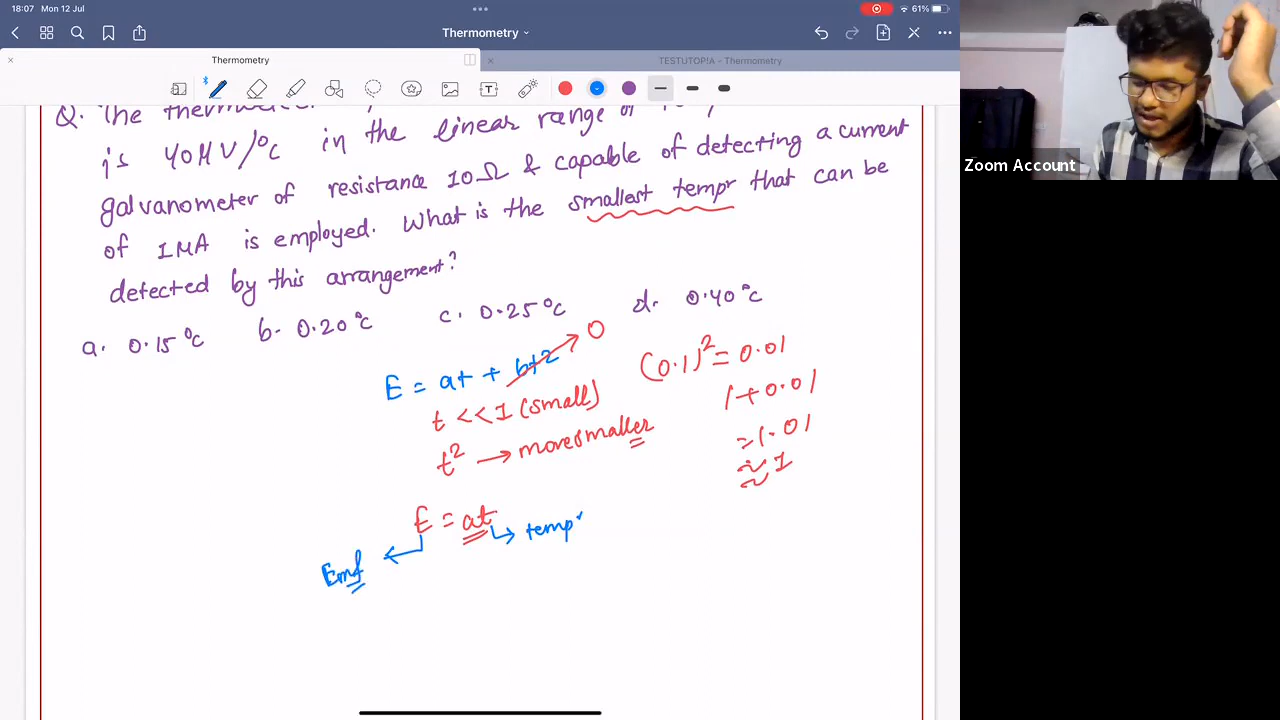 18:07 Mon 12 Jul
61%
Thermometry
Thermometry
TESTUTOPIA - Thermometry
Q. The
is 40μV/°c in the linear range of
galvanometer of resistance 10Ω & capable of detecting a current
of 1μA is employed. What is the smallest tempr that can be
detected by this arrangement?
a. 0.15°c b. 0.20°c c. 0.25°c d. 0.40°c
E = at + bt2 → 0
t << 1 (small)
t² → more smaller
(0.1)² = 0.01
1 + 0.01
= 1.01
≈ 1
E = at
temp
Emf
Zoom Account